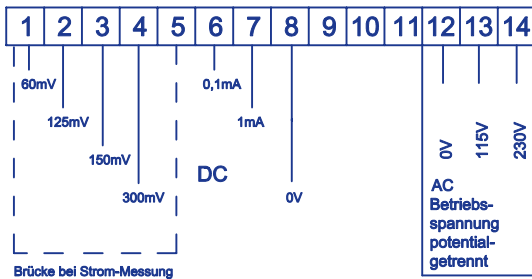 1 2 3 4 5 6 7 8 9 10 11 12 13 14
60mV
125mV
150mV
300mV
0,1mA
1mA
DC
0V
0V
115V
230V
AC
Betriebs-
spannung
potential-
getrennt
Brücke bei Strom-Messung